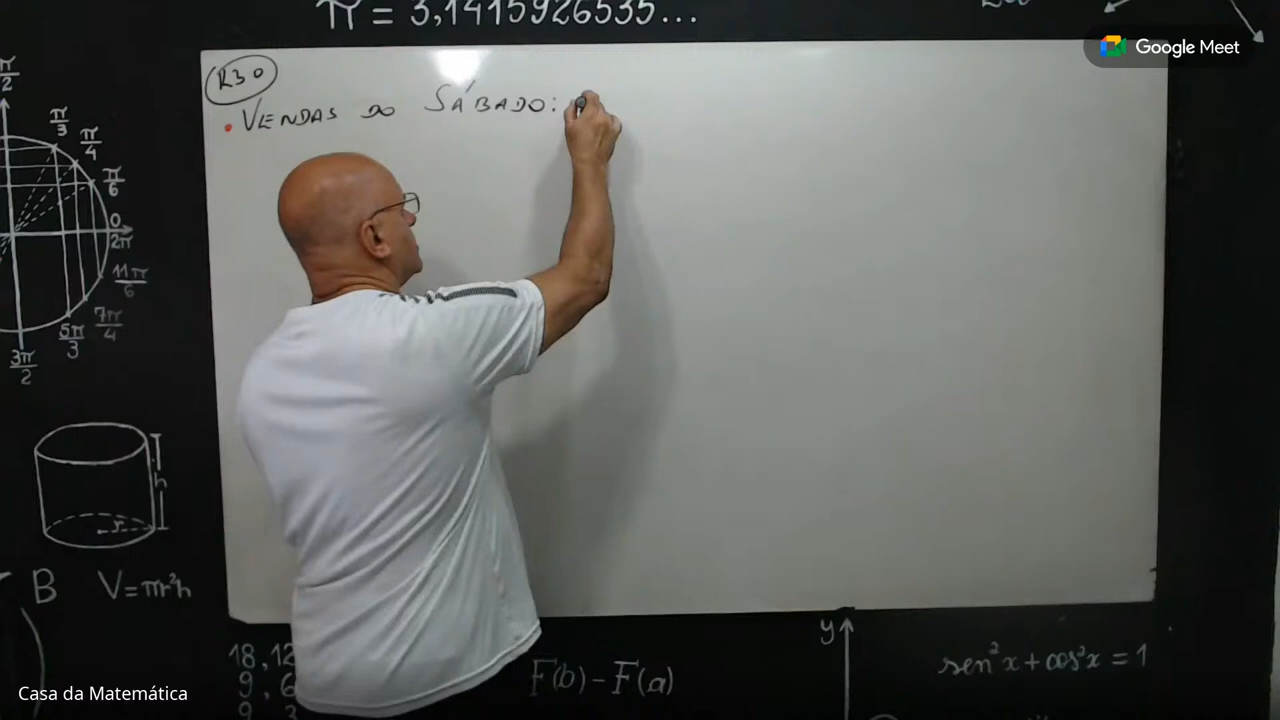 π = 3,1415926535...
Google Meet
R30
• VENDAS DO SÁBADO:
π/2
π/3
π/4
π/6
0
2π
11π/6
7π/4
5π/3
3π/2
h
r
B V=πr²h
18,12
9, 6
9, 3
F(b)-F(a)
y
sen²x+cos²x=1
Casa da Matemática